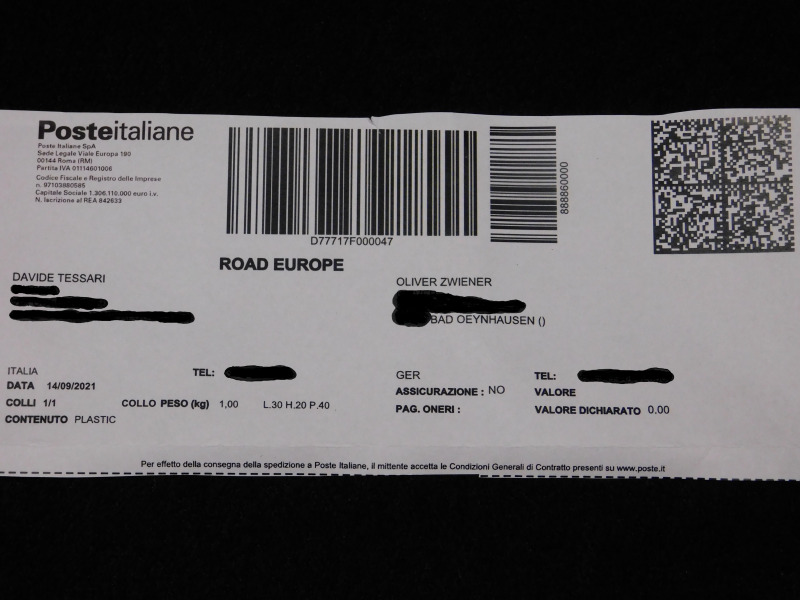 Posteitaliane
Poste Italiane SpA
Sede Legale Viale Europa 190
00144 Roma (RM)
Partita IVA 01114601006
Codice Fiscale e Registro delle Imprese
n. 97103880585
Capitale Sociale 1.306.110.000 euro i.v.
N. Iscrizione al REA 842633
D77717F000047
888860000
ROAD EUROPE
DAVIDE TESSARI
ITALIA
TEL:
DATA 14/09/2021
COLLI 1/1 COLLO PESO (kg) 1,00 L.30 H.20 P.40
CONTENUTO PLASTIC
OLIVER ZWIENER
BAD OEYNHAUSEN ()
GER
TEL:
ASSICURAZIONE : NO VALORE
PAG. ONERI : VALORE DICHIARATO 0.00
Per effetto della consegna della spedizione a Poste Italiane, il mittente accetta le Condizioni Generali di Contratto presenti su www.poste.it